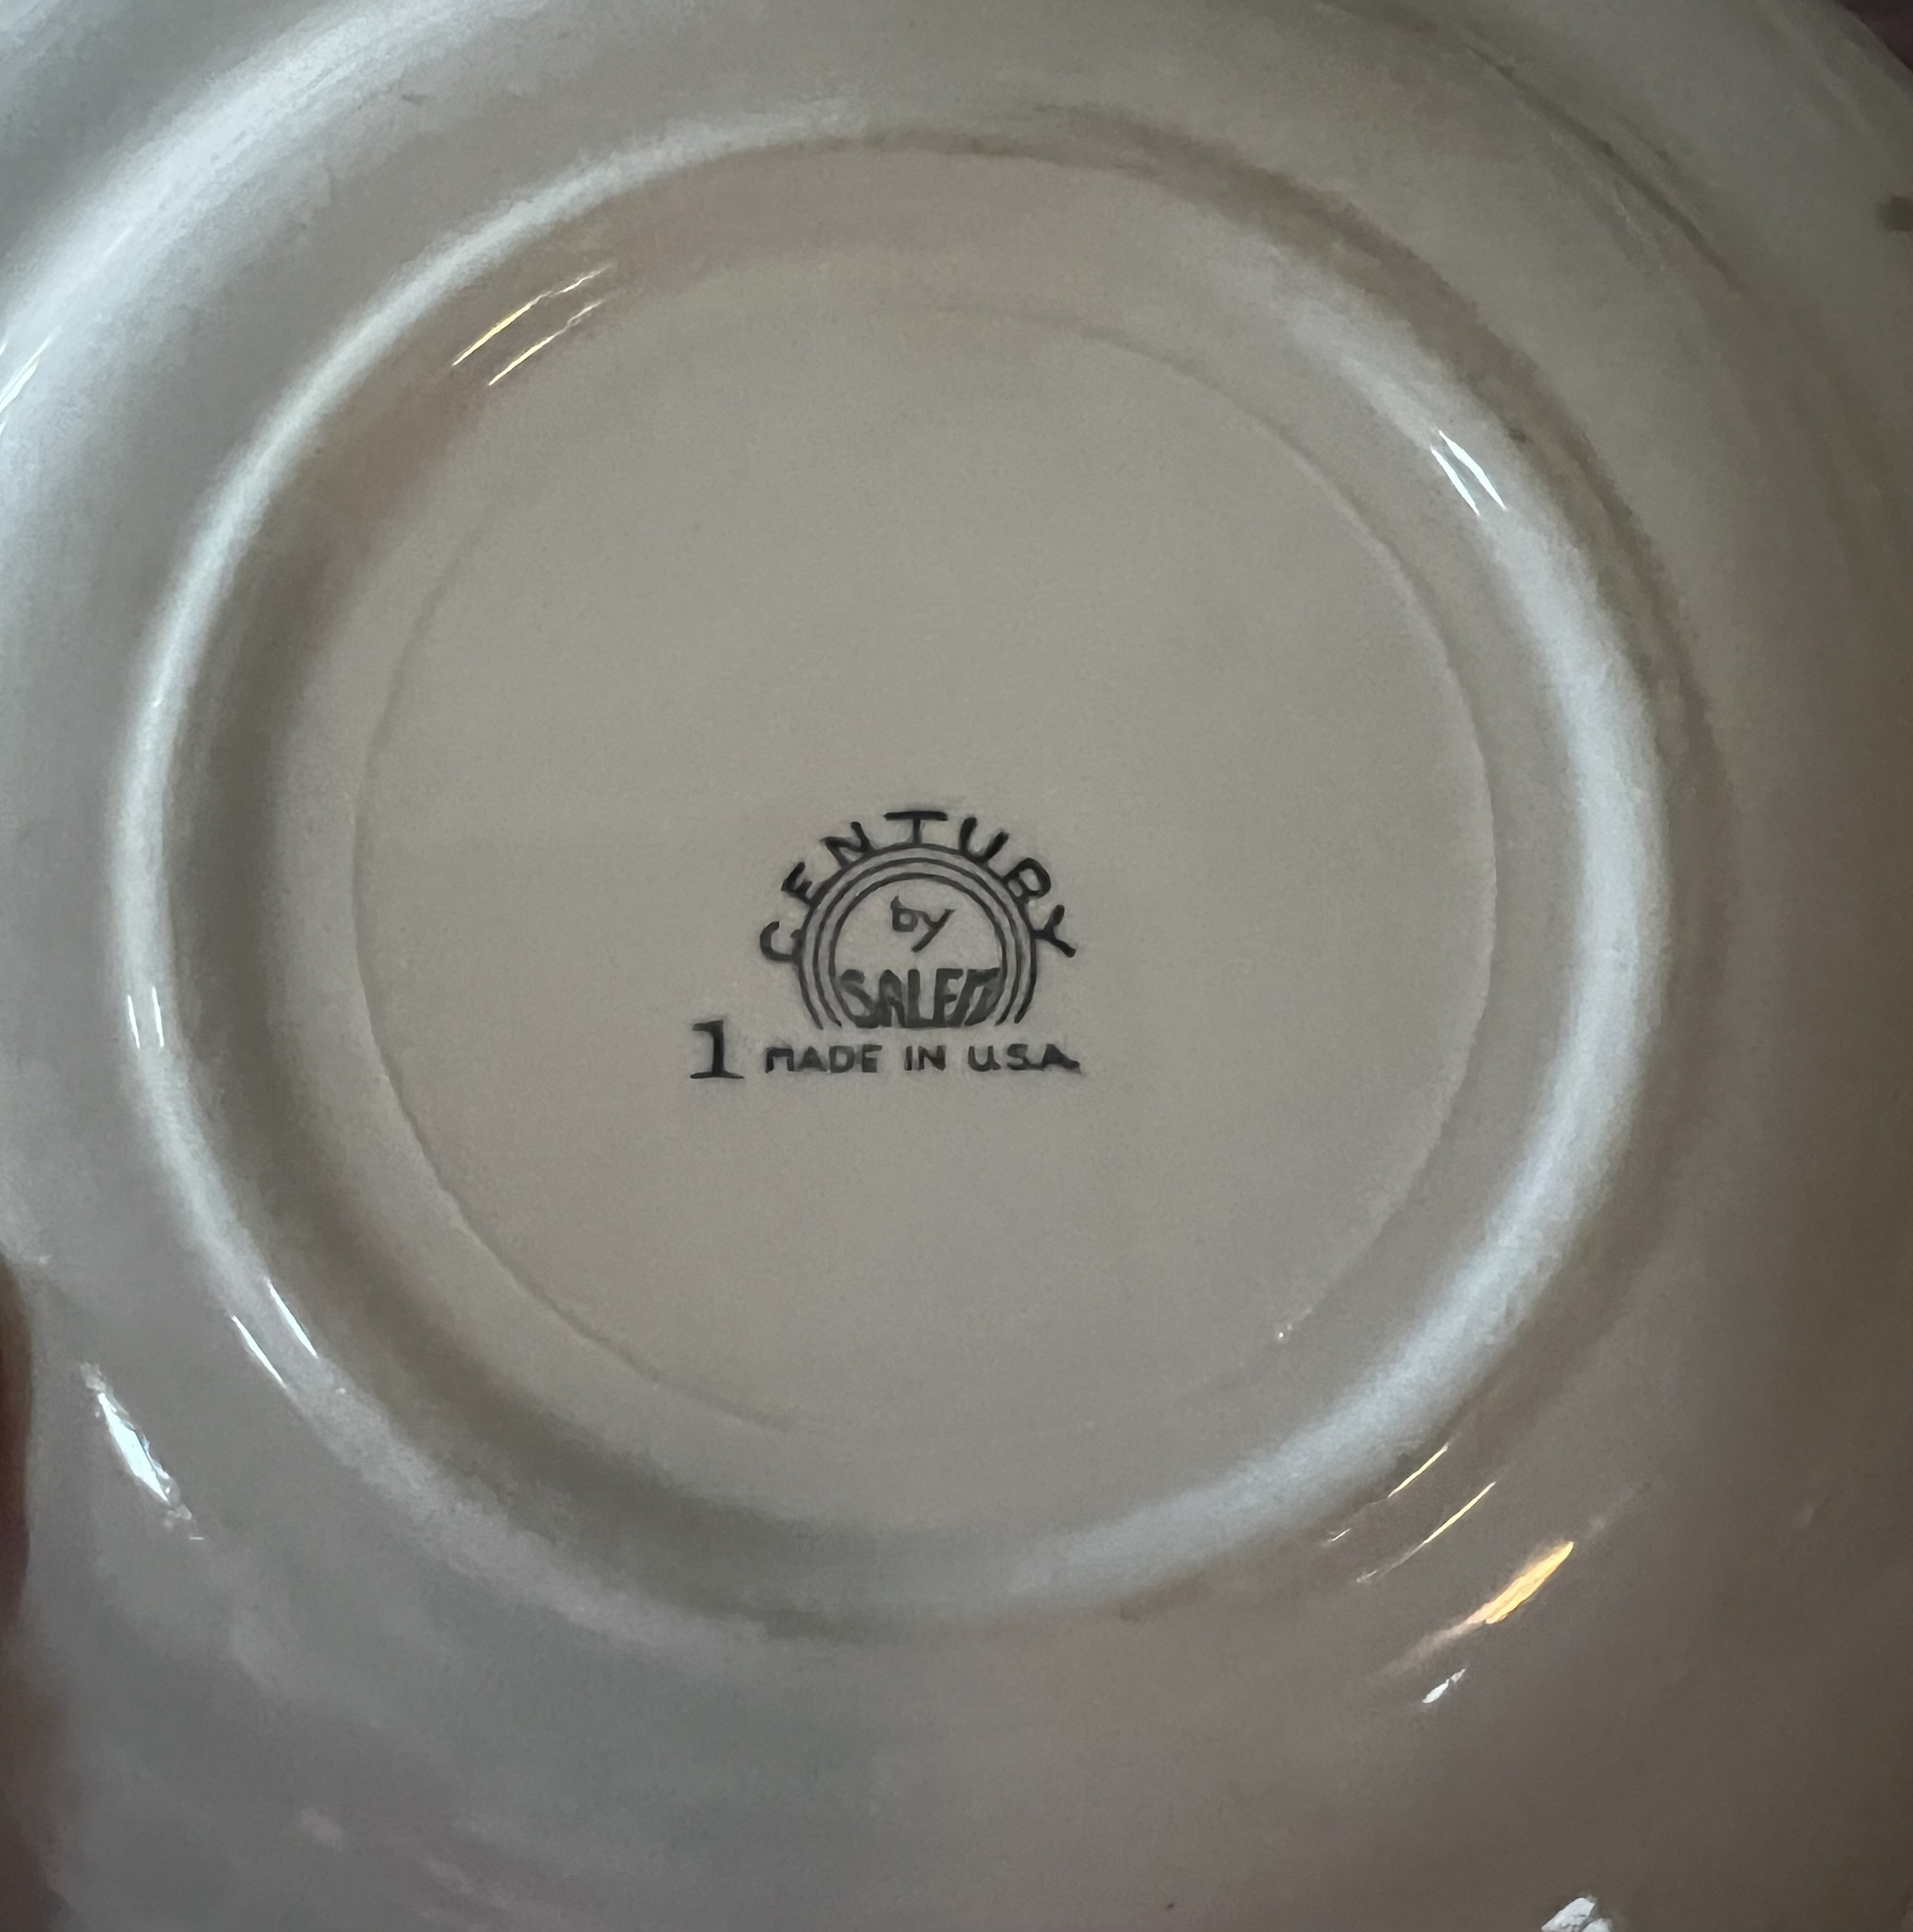 CENTURY
by
SALEM
1 MADE IN U.S.A.